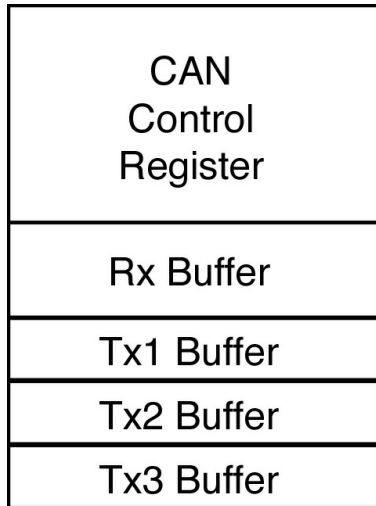 CAN
Control
Register
Rx Buffer
Tx1 Buffer
Tx2 Buffer
Tx3 Buffer